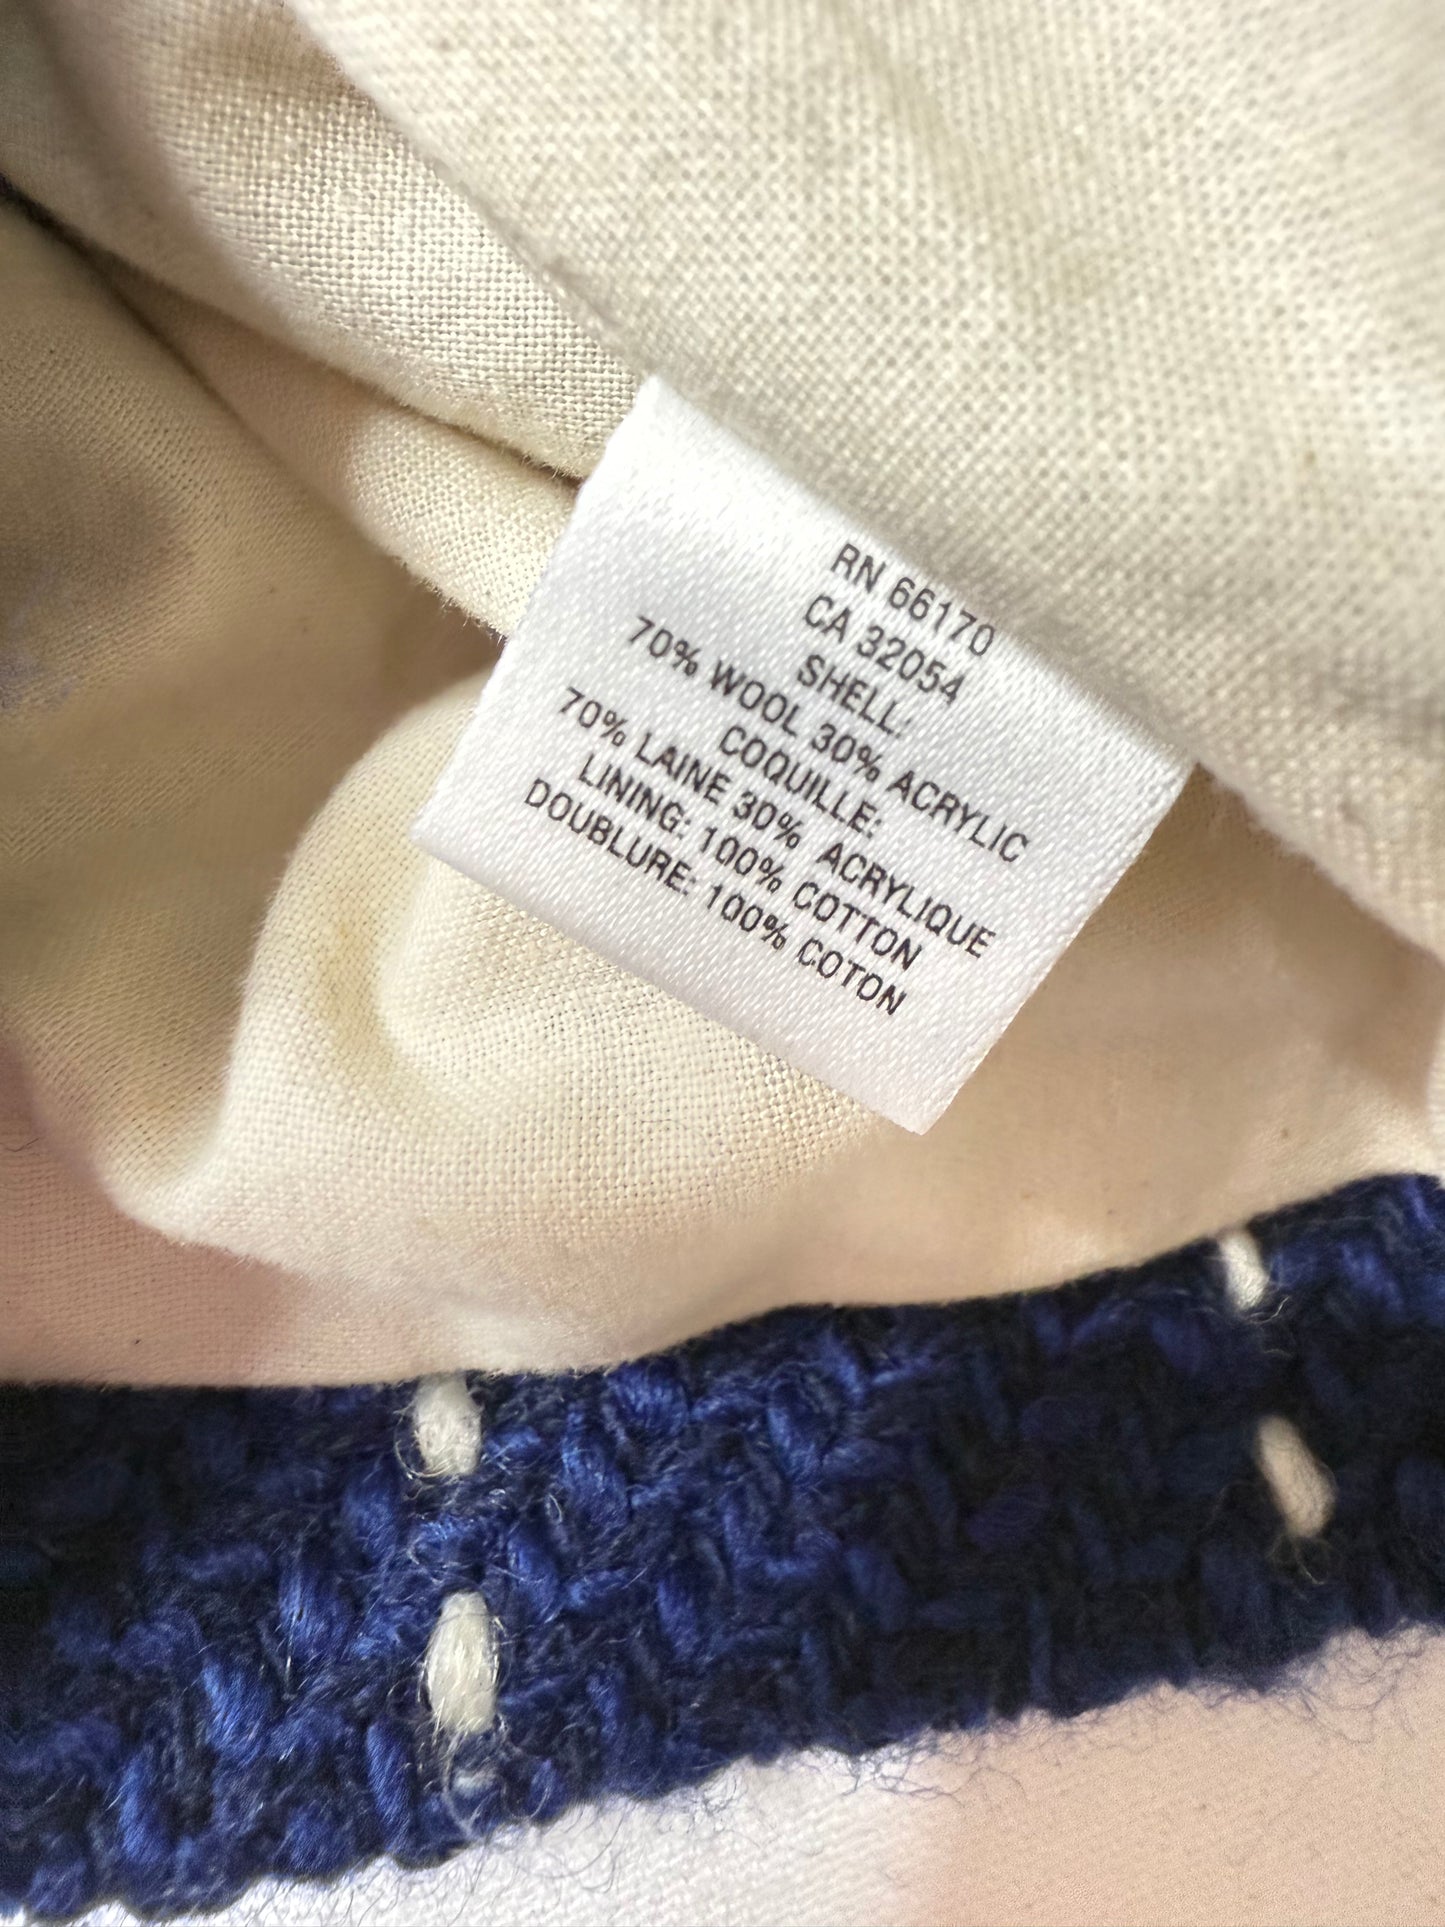 RN 66170
CA 32054
SHELL:
70% WOOL 30% ACRYLIC
COQUILLE:
70% LAINE 30% ACRYLIQUE
LINING: 100% COTTON
DOUBLURE: 100% COTON